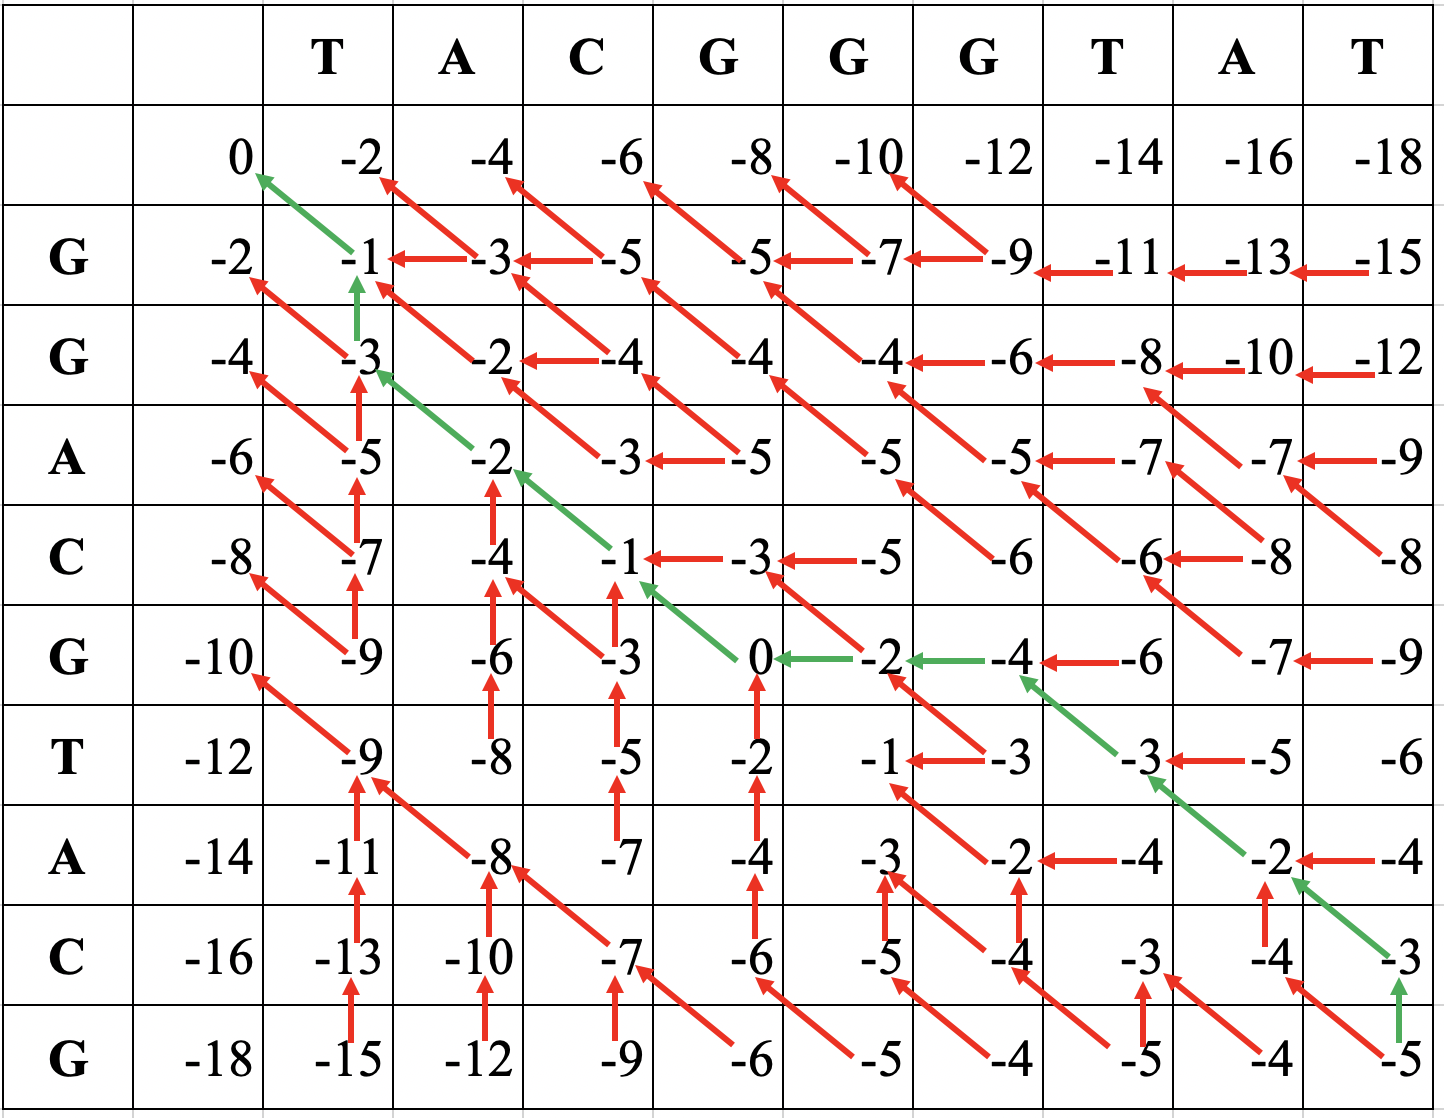 T A C G G G T A T
0 -2 -4 -6 -8 -10 -12 -14 -16 -18
G -2 -1 -3 -5 -5 -7 -9 -11 -13 -15
G -4 -3 -2 -4 -4 -4 -6 -8 -10 -12
A -6 -5 -2 -3 -5 -5 -5 -7 -7 -9
C -8 -7 -4 -1 -3 -5 -6 -6 -8 -8
G -10 -9 -6 -3 0 -2 -4 -6 -7 -9
T -12 -9 -8 -5 -2 -1 -3 -3 -5 -6
A -14 -11 -8 -7 -4 -3 -2 -4 -2 -4
C -16 -13 -10 -7 -6 -5 -4 -3 -4 -3
G -18 -15 -12 -9 -6 -5 -4 -5 -4 -5